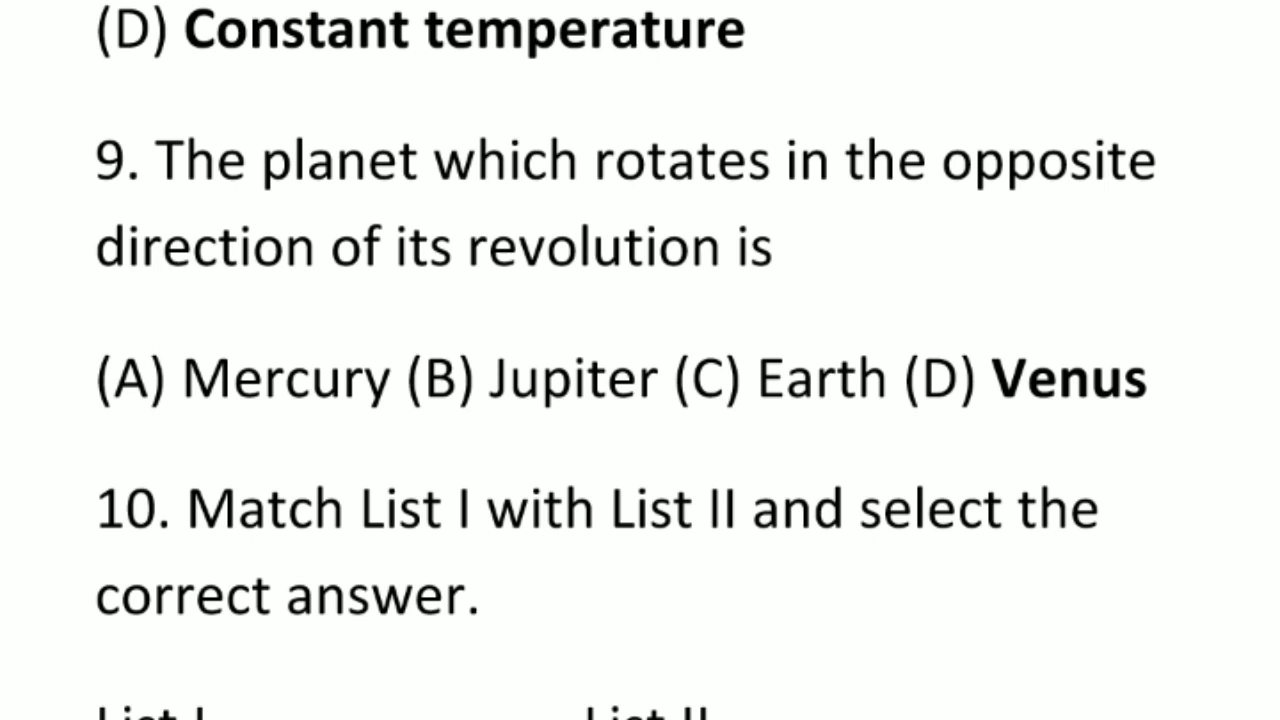 (D) Constant temperature
9. The planet which rotates in the opposite
direction of its revolution is
(A) Mercury (B) Jupiter (C) Earth (D) Venus
10. Match List I with List II and select the
correct answer.
List I List II